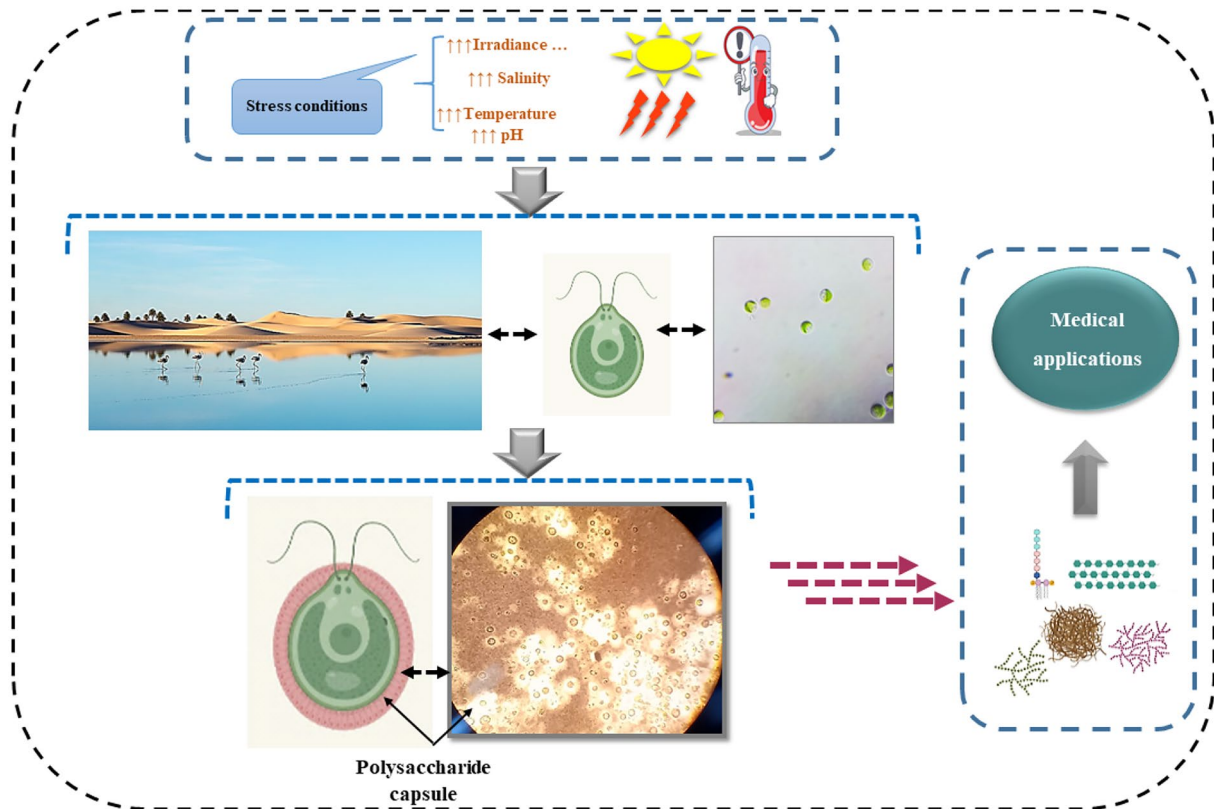 Stress conditions
↑↑↑Irradiance …
↑↑↑ Salinity
↑↑↑Temperature
↑↑↑ pH
Medical
applications
Polysaccharide
capsule